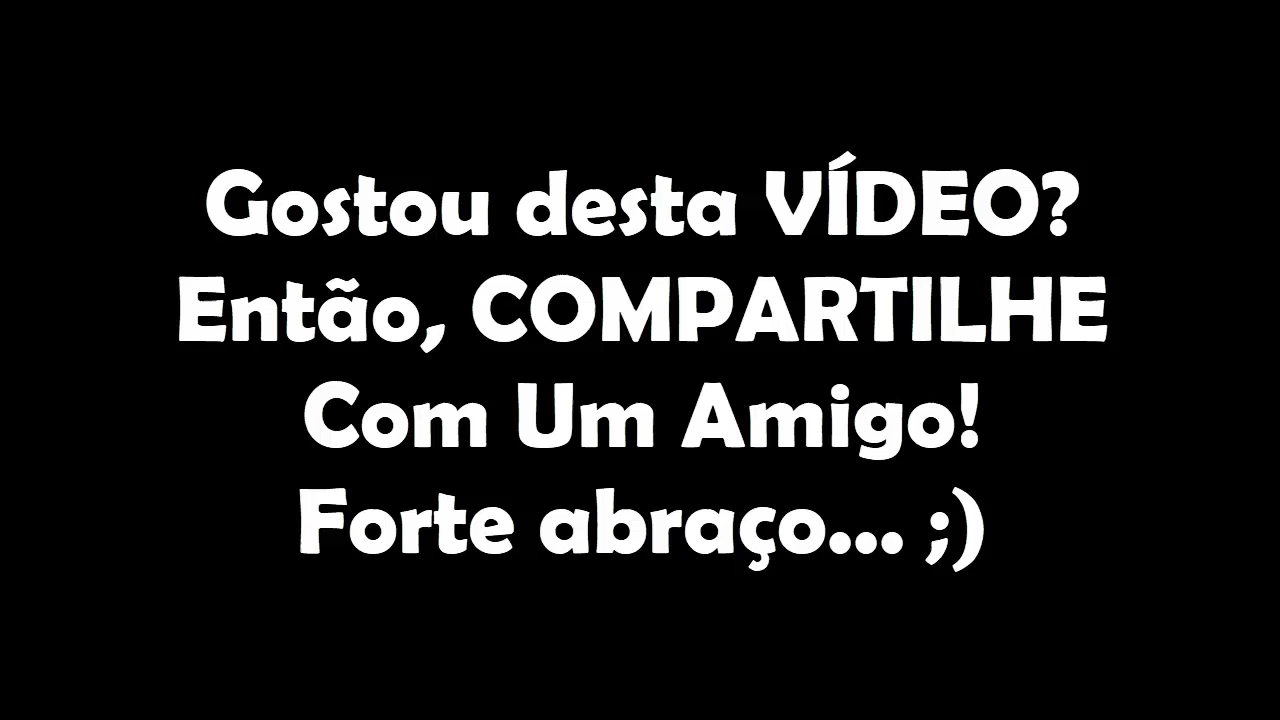 Gostou desta VÍDEO?
Então, COMPARTILHE
Com Um Amigo!
Forte abraço... ;)